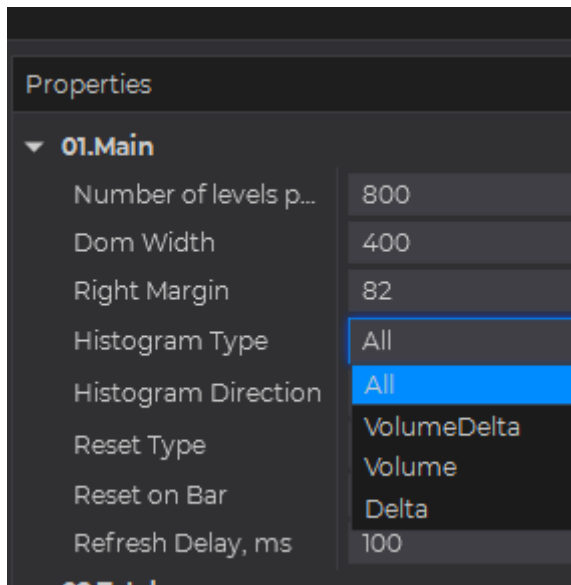 Properties
01.Main
Number of levels p... 800
Dom Width 400
Right Margin 82
Histogram Type All
Histogram Direction All
Reset Type VolumeDelta
Volume
Reset on Bar Delta
Refresh Delay, ms 100